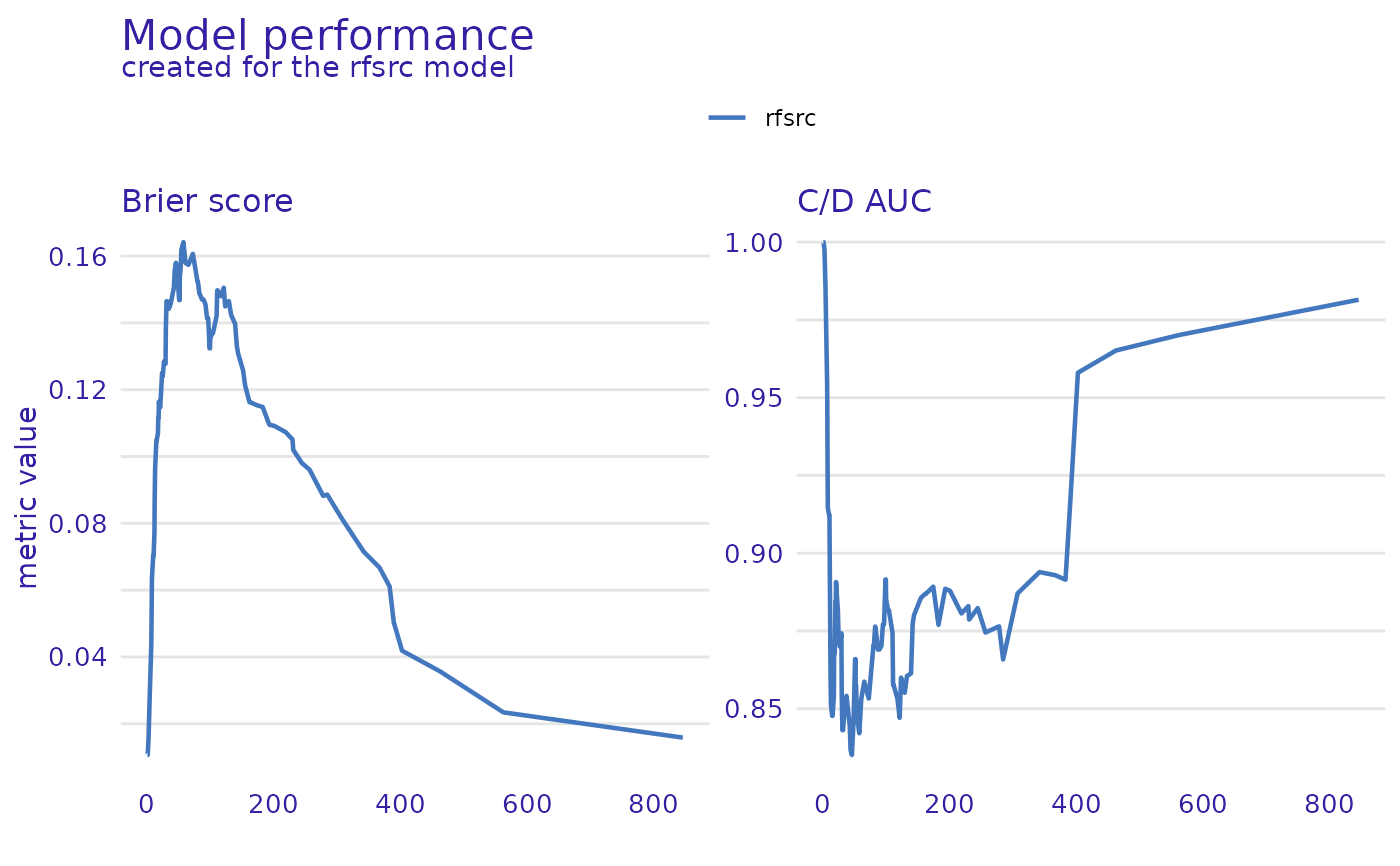 Model performance
created for the rfsrc model
rfsrc
Brier score
C/D AUC
metric value
0.16
0.12
0.08
0.04
0 200 400 600 800
1.00
0.95
0.90
0.85
0 200 400 600 800